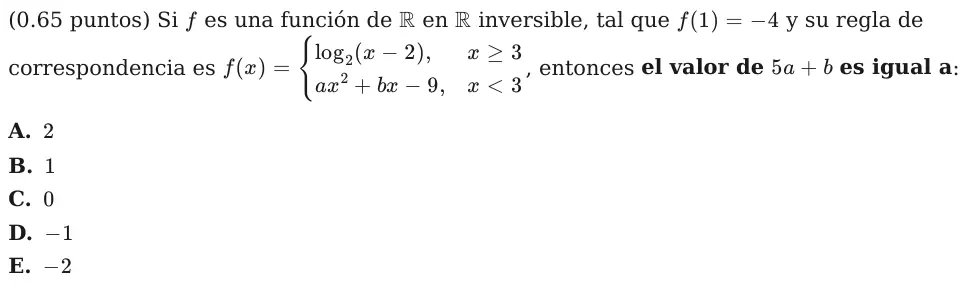 (0.65 puntos) Si f es una función de ℝ en ℝ inversible, tal que f(1) = −4 y su regla de
correspondencia es f(x) = { log₂(x − 2), x ≥ 3
ax² + bx − 9, x < 3 , entonces el valor de 5a + b es igual a:
A. 2
B. 1
C. 0
D. −1
E. −2